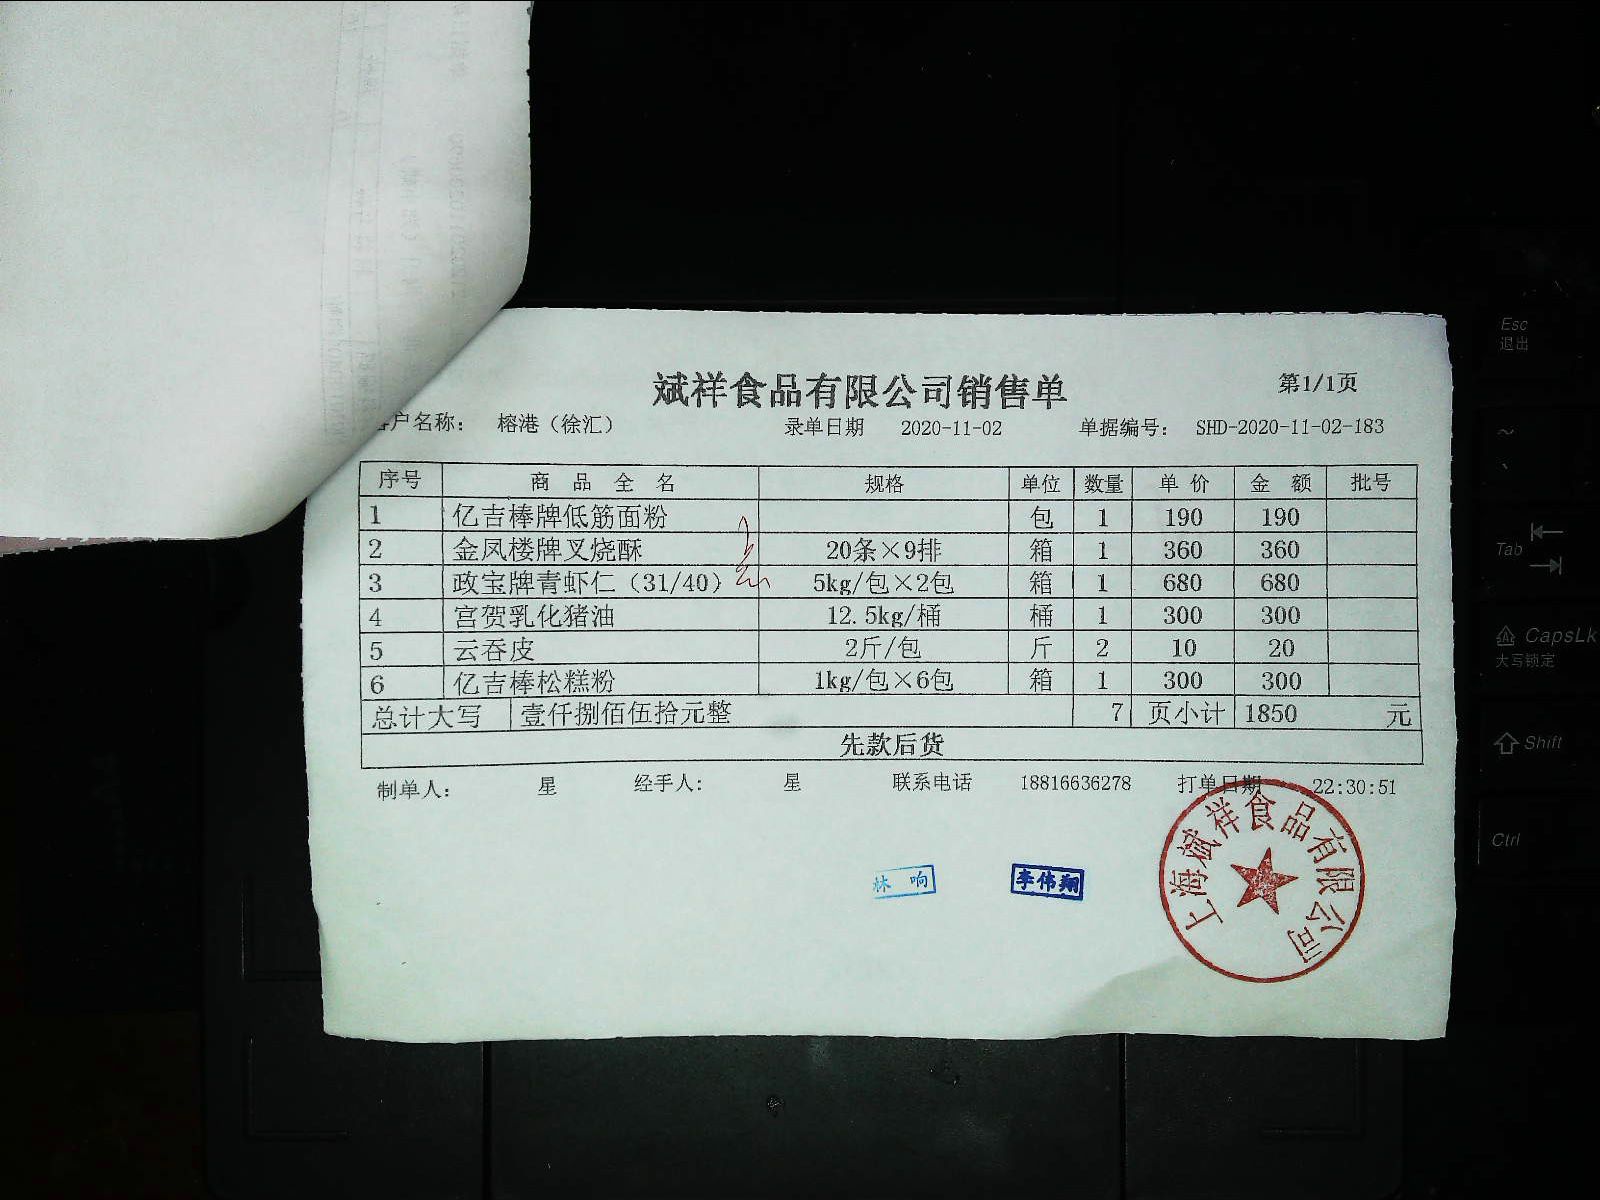 斌祥食品有限公司销售单 第1/1页
户名称： 榕港（徐汇） 录单日期 2020-11-02 单据编号： SHD-2020-11-02-183
序号 商品全名 规格 单位 数量 单价 金额 批号
1 亿吉棒牌低筋面粉 包 1 190 190
2 金凤楼牌叉烧酥 20条×9排 箱 1 360 360
3 政宝牌青虾仁（31/40） 5kg/包×2包 箱 1 680 680
4 宫贺乳化猪油 12.5kg/桶 桶 1 300 300
5 云吞皮 2斤/包 斤 2 10 20
6 亿吉棒松糕粉 1kg/包×6包 箱 1 300 300
总计大写 壹仟捌佰伍拾元整 7 页小计 1850 元
先款后货
制单人： 星 经手人： 星 联系电话 18816636278 打单日期 22:30:51
林响 李伟翔
上海斌祥食品有限公司
Esc
退出
~
Tab
CapsLk
大写锁定
Shift
Ctrl